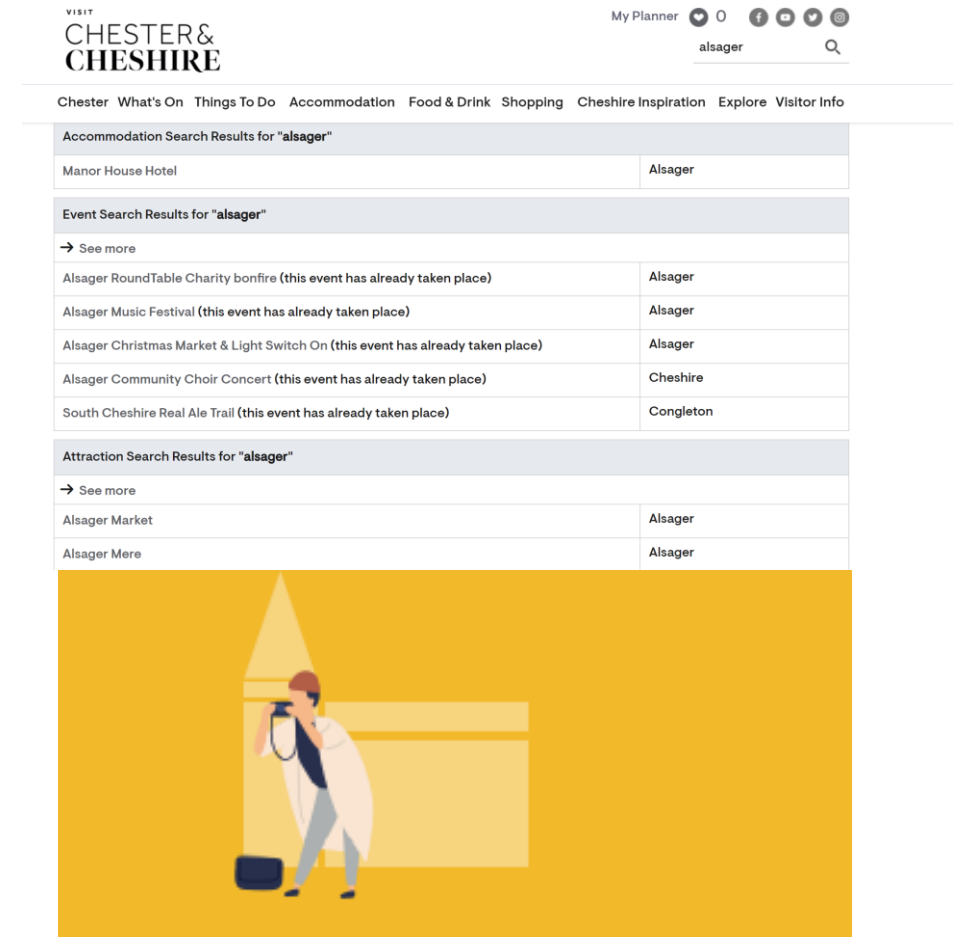 VISIT
CHESTER&
CHESHIRE
My Planner 0
alsager
Chester What's On Things To Do Accommodation Food & Drink Shopping Cheshire Inspiration Explore Visitor Info
Accommodation Search Results for "alsager"
Manor House Hotel Alsager
Event Search Results for "alsager"
→ See more
Alsager RoundTable Charity bonfire (this event has already taken place) Alsager
Alsager Music Festival (this event has already taken place) Alsager
Alsager Christmas Market & Light Switch On (this event has already taken place) Alsager
Alsager Community Choir Concert (this event has already taken place) Cheshire
South Cheshire Real Ale Trail (this event has already taken place) Congleton
Attraction Search Results for "alsager"
→ See more
Alsager Market Alsager
Alsager Mere Alsager